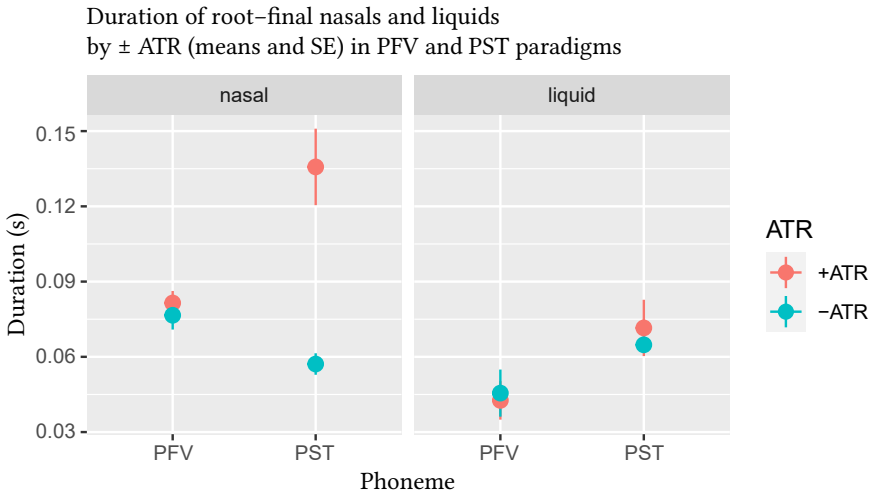 Duration of root–final nasals and liquids
by ± ATR (means and SE) in PFV and PST paradigms
nasal
liquid
0.15
0.12
0.09
0.06
0.03
Duration (s)
PFV
PST
PFV
PST
Phoneme
ATR
+ATR
−ATR